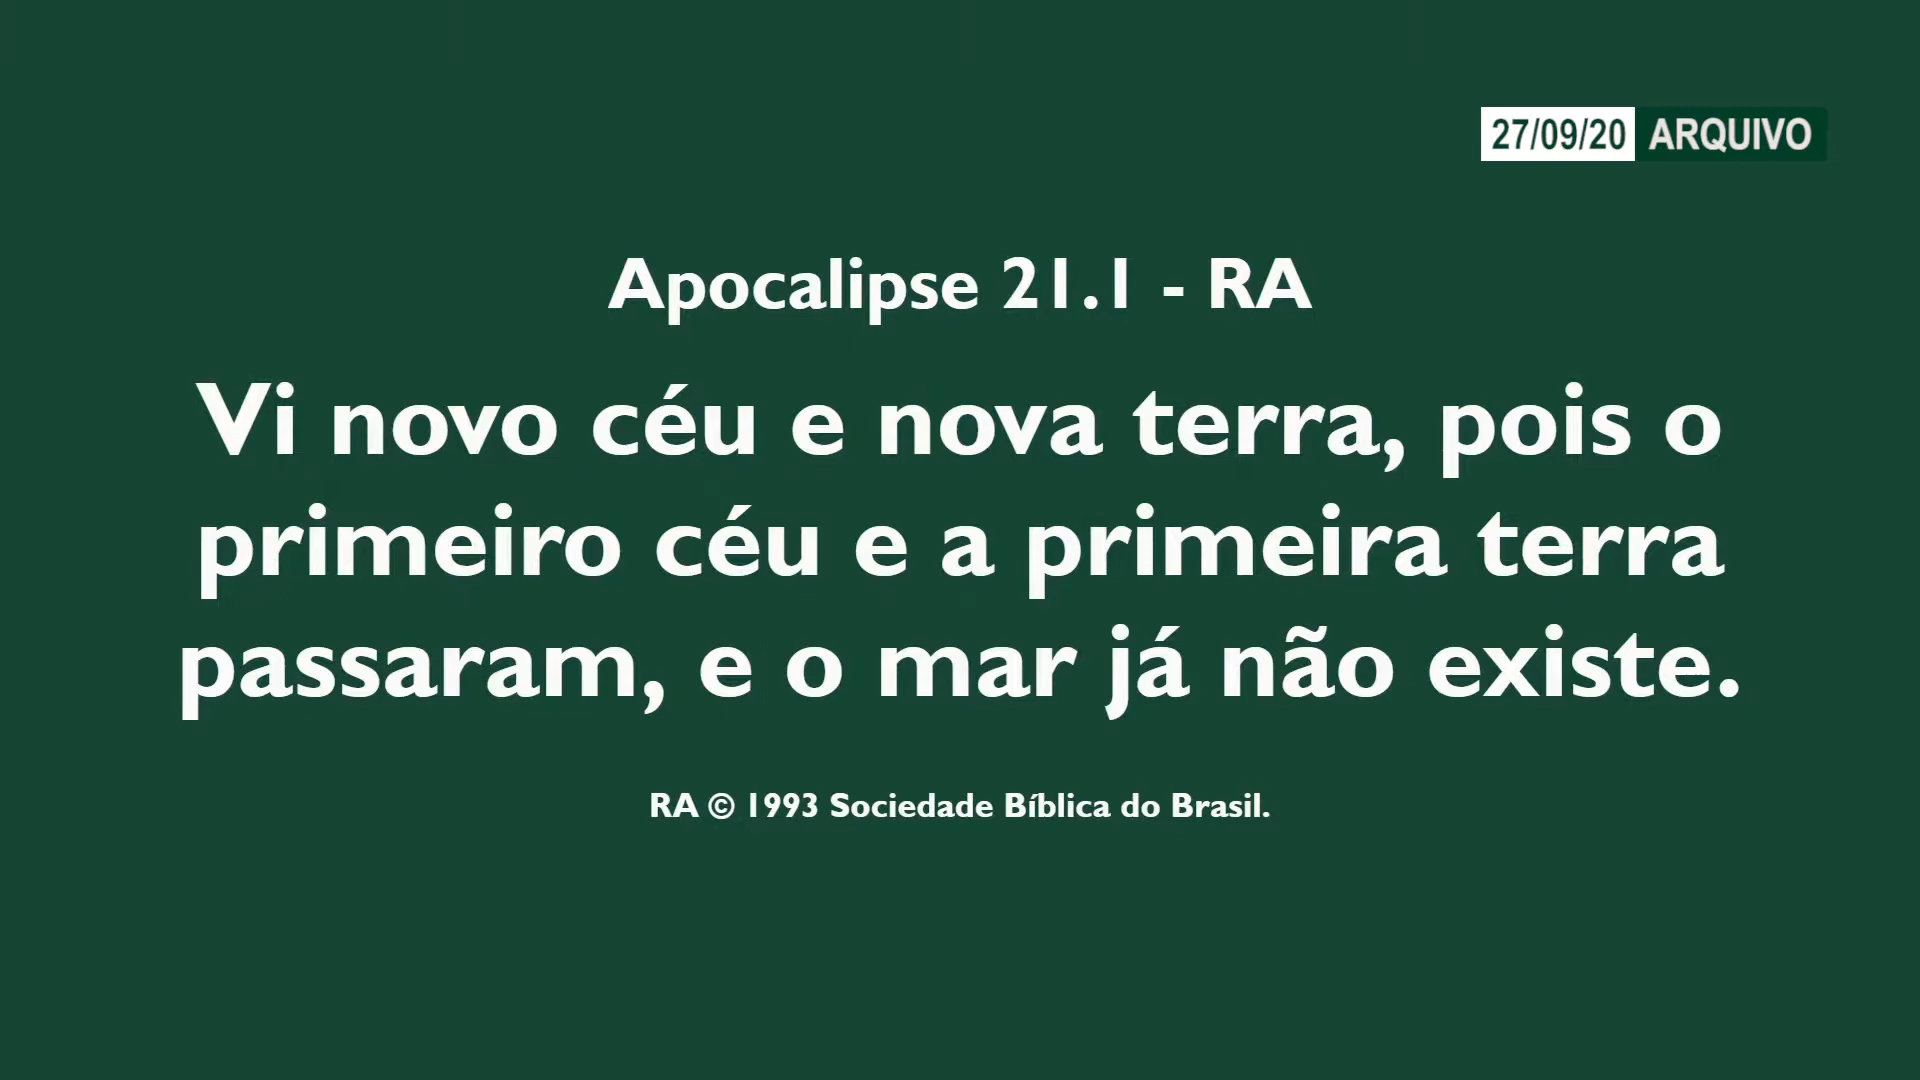 27/09/20 ARQUIVO
Apocalipse 21.1 - RA
Vi novo céu e nova terra, pois o
primeiro céu e a primeira terra
passaram, e o mar já não existe.
RA © 1993 Sociedade Bíblica do Brasil.